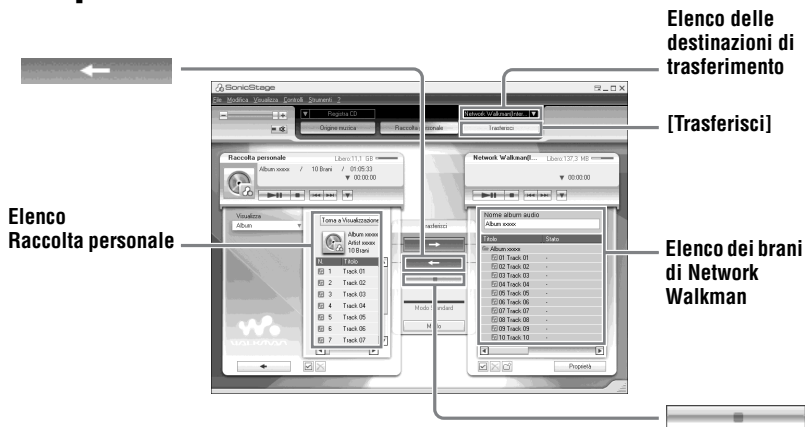 Elenco delle
destinazioni di
trasferimento
[Trasferisci]
Elenco
Raccolta personale
Elenco dei brani
di Network
Walkman
SonicStage
File Modifica Visualizza Controlli Strumenti ?
Registra CD
Network Walkman(Inter...
Origine musica
Raccolta personale
Trasferisci
Raccolta personale
Libero:11.1 GB
Album xxxxx / 10 Brani / 01:05:33
00:00:00
Network Walkman(I...
Libero:137.3 MB
00:00:00
Visualizza
Album
Torna a Visualizzazione
Album xxxxx
Artist xxxxx
10 Brani
N. Titolo
1 Track 01
2 Track 02
3 Track 03
4 Track 04
5 Track 05
6 Track 06
7 Track 07
WALKMAN
Trasferisci
Modo Standard
Modo
Nome album audio
Album xxxxx
Titolo Stato
Album xxxxx
01 Track 01 -
02 Track 02 -
03 Track 03 -
04 Track 04 -
05 Track 05 -
06 Track 06 -
07 Track 07 -
08 Track 08 -
09 Track 09 -
10 Track 10 -
Proprietà